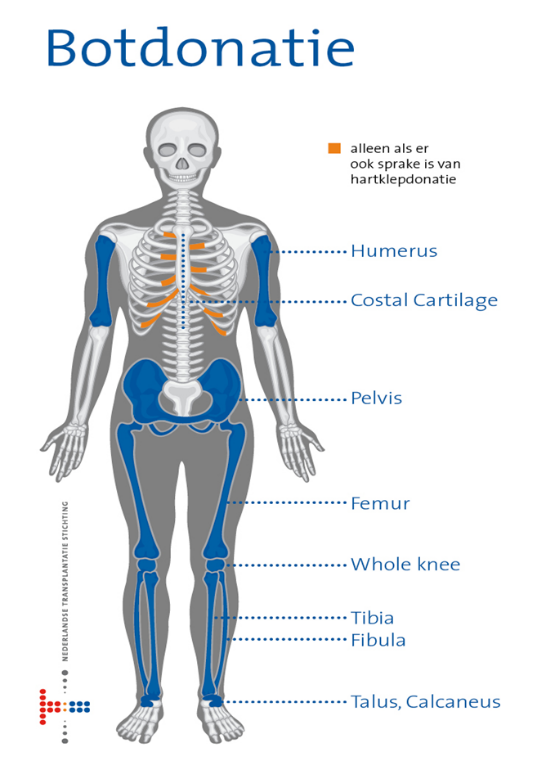 Botdonatie
alleen als er
ook sprake is van
hartklepdonatie
Humerus
Costal Cartilage
Pelvis
Femur
Whole knee
Tibia
Fibula
Talus, Calcaneus
NEDERLANDSE TRANSPLANTATIE STICHTING